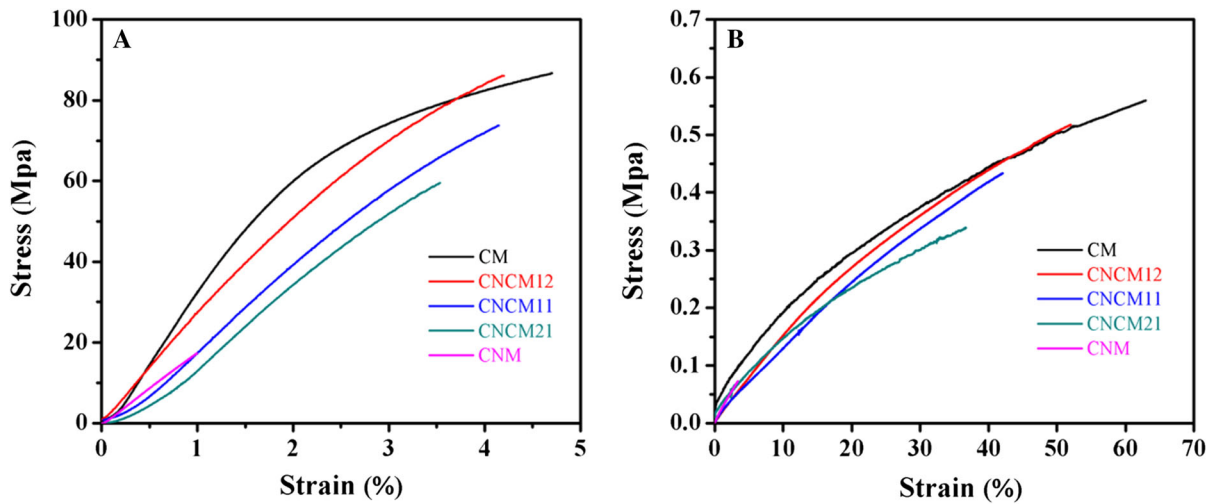 A
Stress (Mpa)
100
80
60
40
20
0
0
1
2
3
4
5
Strain (%)
CM
CNCM12
CNCM11
CNCM21
CNM
B
Stress (Mpa)
0.7
0.6
0.5
0.4
0.3
0.2
0.1
0.0
0
10
20
30
40
50
60
70
Strain (%)
CM
CNCM12
CNCM11
CNCM21
CNM